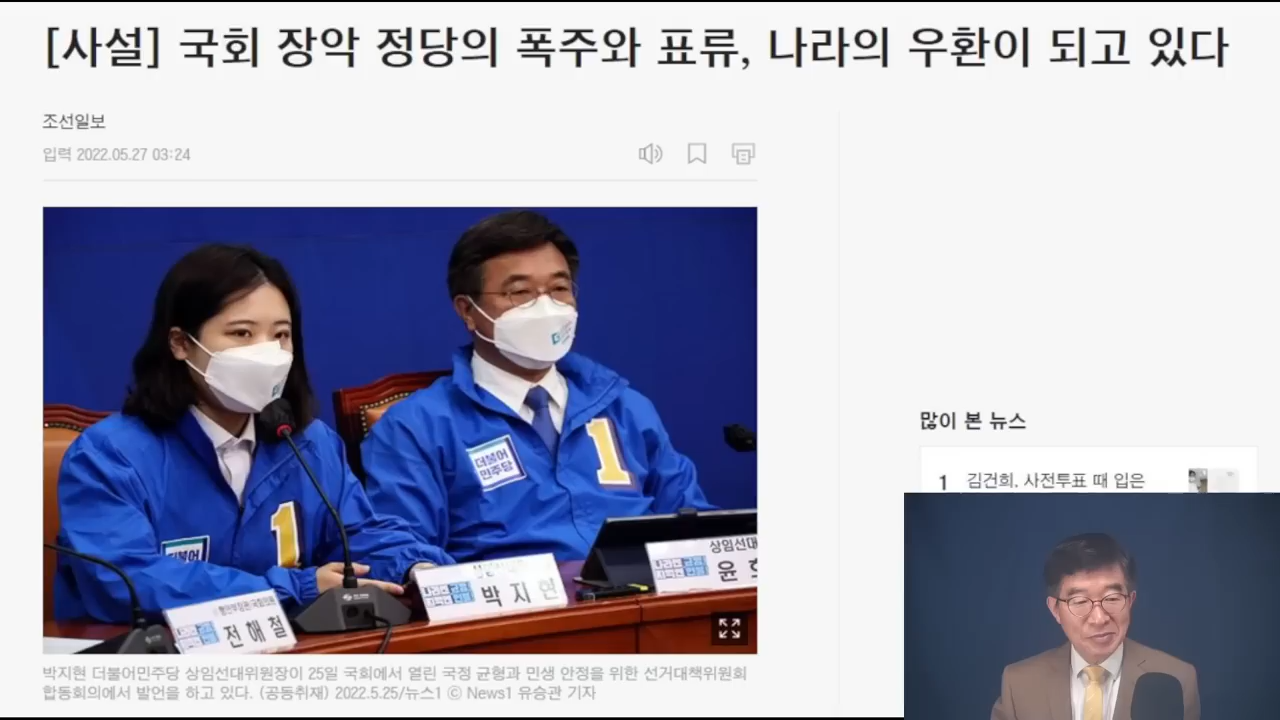 [사설] 국회 장악 정당의 폭주와 표류, 나라의 우환이 되고 있다
조선일보
입력 2022.05.27 03:24
더불어
민주당
1
1
전해철
박지현
상임선대
윤
많이 본 뉴스
1 김건희, 사전투표 때 입은
박지현 더불어민주당 상임선대위원장이 25일 국회에서 열린 국정 균형과 민생 안정을 위한 선거대책위원회
합동회의에서 발언을 하고 있다. (공동취재) 2022.5.25/뉴스1 ⓒ News1 유승관 기자